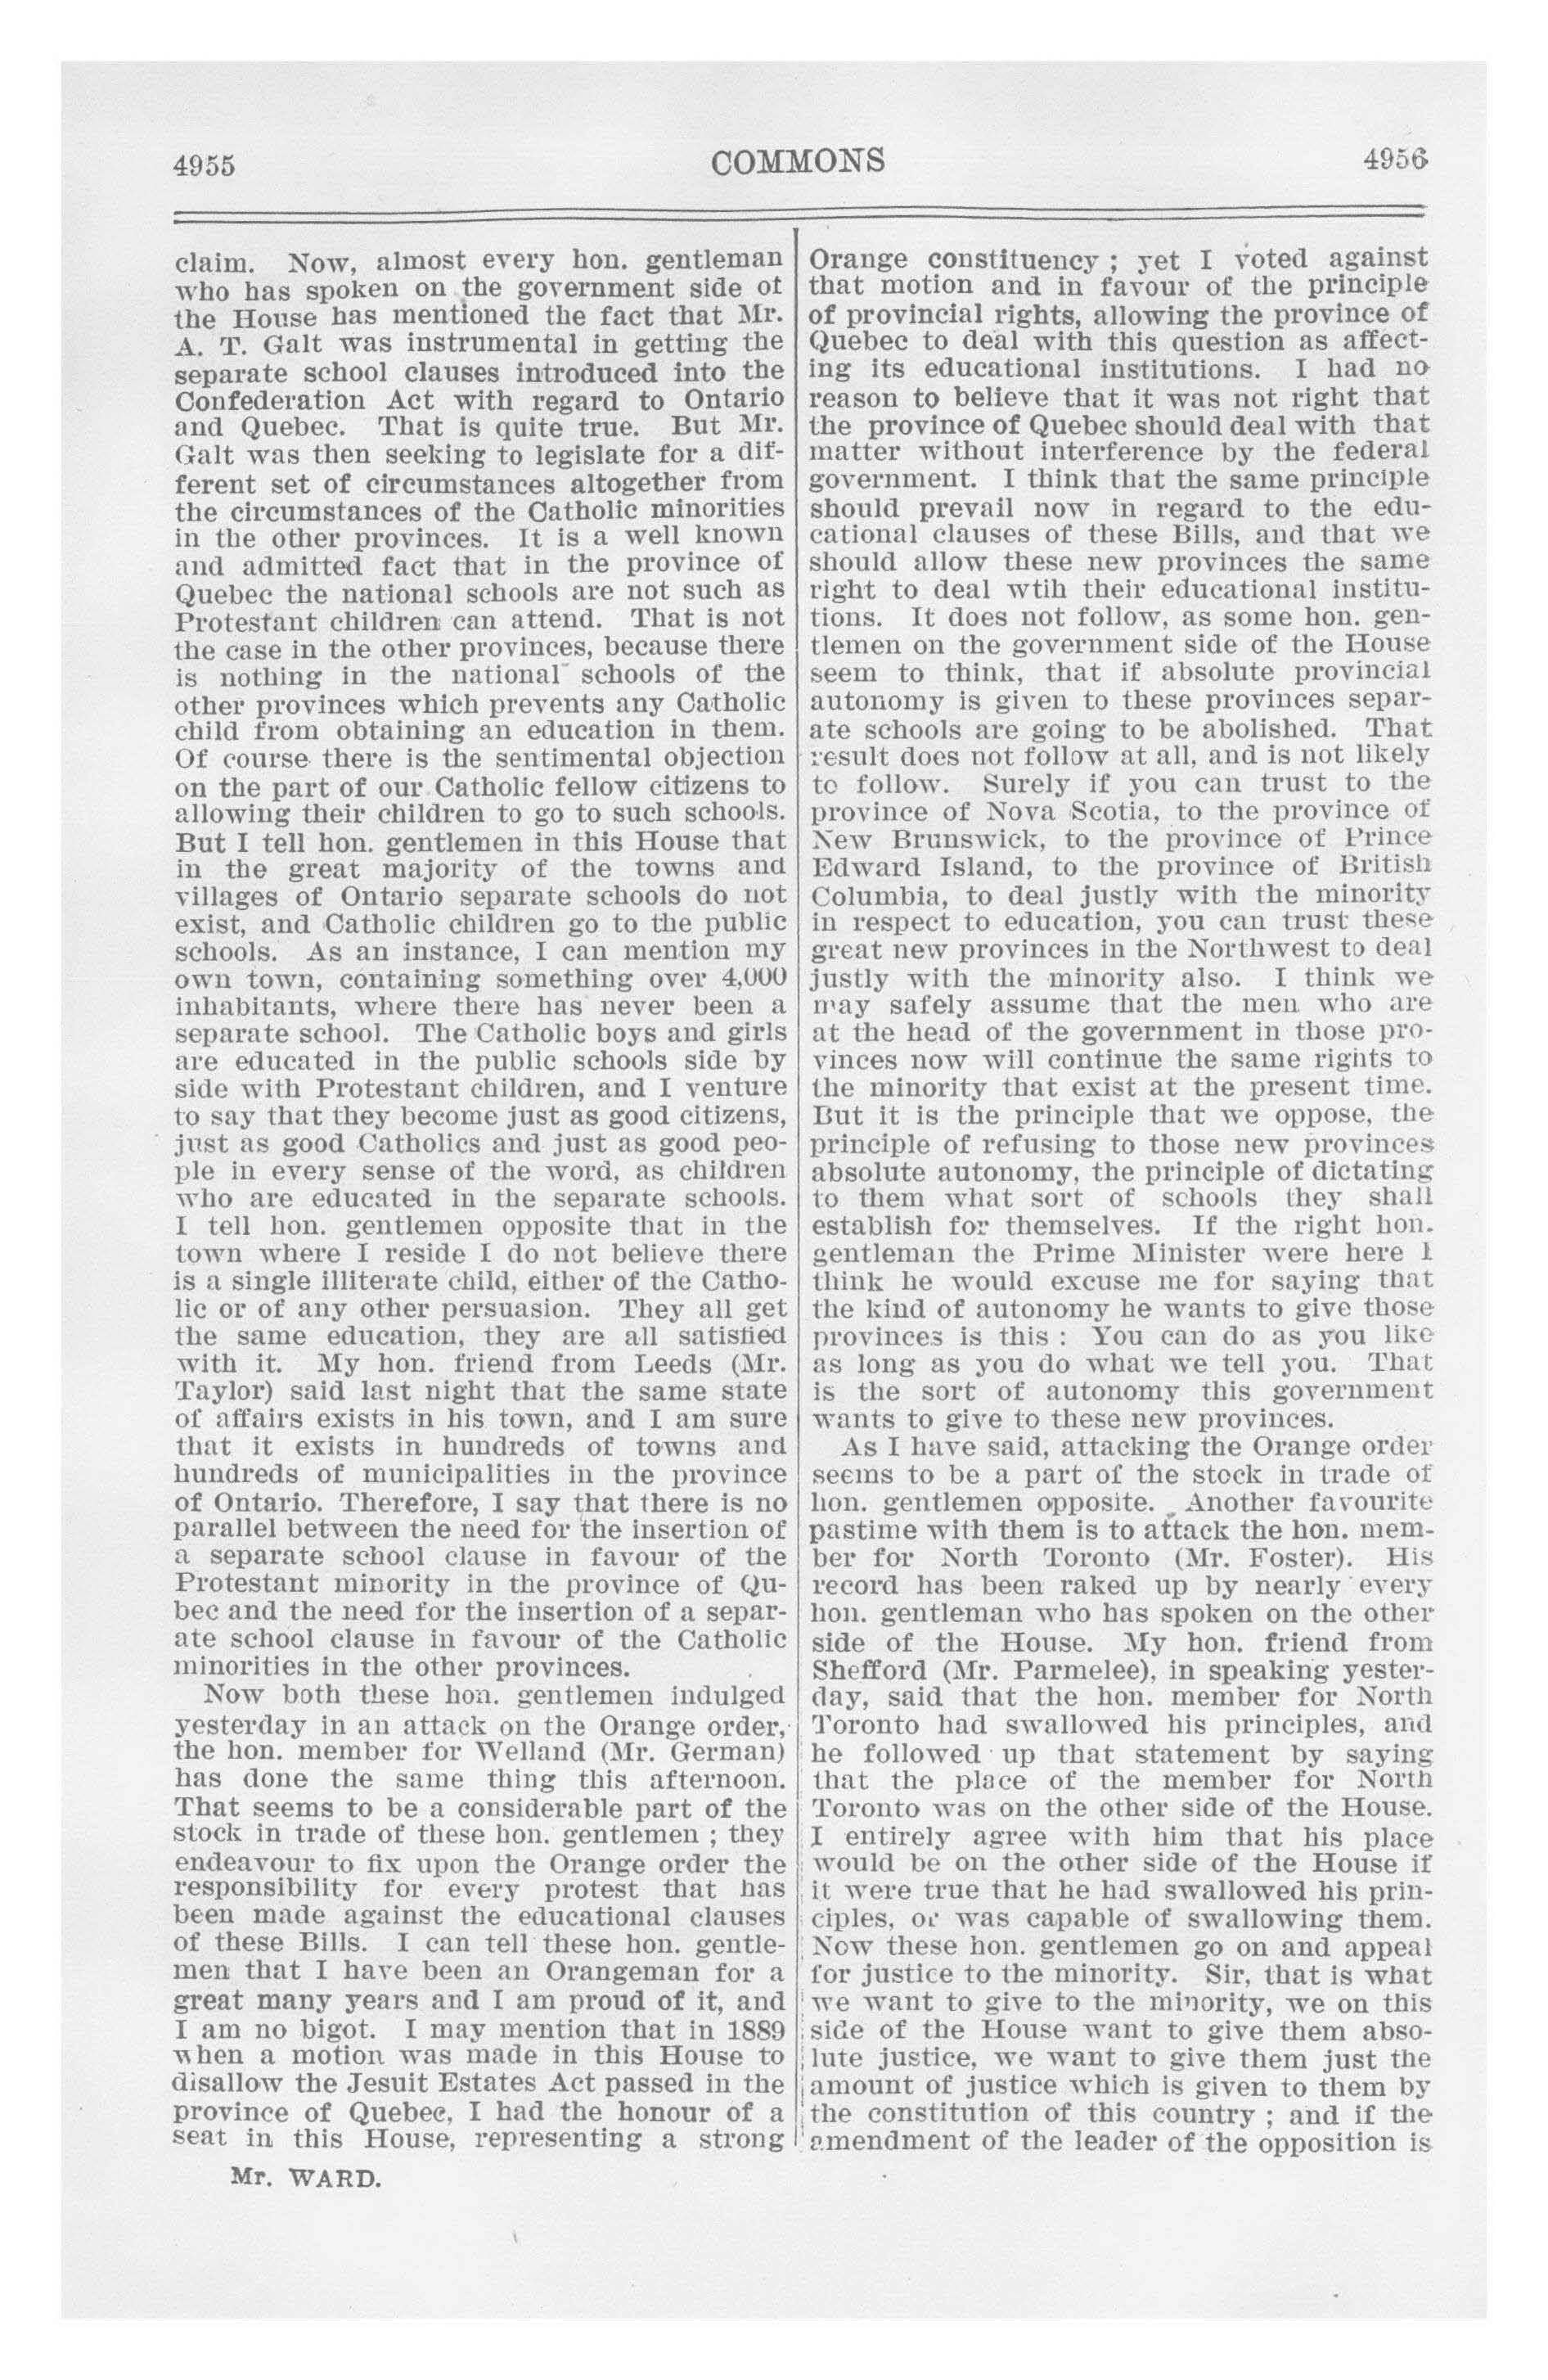 4955
COMMONS
4956
claim. Now, almost every hon. gentleman
who has spoken on the government side of
the House has mentioned the fact that Mr.
A. T. Galt was instrumental in getting the
separate school clauses introduced into the
Confederation Act with regard to Ontario
and Quebec. That is quite true. But Mr.
Galt was then seeking to legislate for a dif-
ferent set of circumstances altogether from
the circumstances of the Catholic minorities
in the other provinces. It is a well known
and admitted fact that in the province of
Quebec the national schools are not such as
Protestant children can attend. That is not
the case in the other provinces, because there
is nothing in the national schools of the
other provinces which prevents any Catholic
child from obtaining an education in them.
Of course there is the sentimental objection
on the part of our Catholic fellow citizens to
allowing their children to go to such schools.
But I tell hon. gentlemen in this House that
in the great majority of the towns and
villages of Ontario separate schools do not
exist, and Catholic children go to the public
schools. As an instance, I can mention my
own town, containing something over 4,000
inhabitants, where there has never been a
separate school. The Catholic boys and girls
are educated in the public schools side by
side with Protestant children, and I venture
to say that they become just as good citizens,
just as good Catholics and just as good peo-
ple in every sense of the word, as children
who are educated in the separate schools.
I tell hon. gentlemen opposite that in the
town where I reside I do not believe there
is a single illiterate child, either of the Catho-
lic or of any other persuasion. They all get
the same education, they are all satisfied
with it. My hon. friend from Leeds (Mr.
Taylor) said last night that the same state
of affairs exists in his town, and I am sure
that it exists in hundreds of towns and
hundreds of municipalities in the province
of Ontario. Therefore, I say that there is no
parallel between the need for the insertion of
a separate school clause in favour of the
Protestant minority in the province of Qu-
bec and the need for the insertion of a separ-
ate school clause in favour of the Catholic
minorities in the other provinces.
Now both these hon. gentlemen indulged
yesterday in an attack on the Orange order,
the hon. member for Welland (Mr. German)
has done the same thing this afternoon.
That seems to be a considerable part of the
stock in trade of these hon. gentlemen ; they
endeavour to fix upon the Orange order the
responsibility for every protest that has
been made against the educational clauses
of these Bills. I can tell these hon. gentle-
men that I have been an Orangeman for a
great many years and I am proud of it, and
I am no bigot. I may mention that in 1889
when a motion was made in this House to
disallow the Jesuit Estates Act passed in the
province of Quebec, I had the honour of a
seat in this House, representing a strong
Mr. WARD.
Orange constituency ; yet I voted against
that motion and in favour of the principle
of provincial rights, allowing the province of
Quebec to deal with this question as affect-
ing its educational institutions. I had no
reason to believe that it was not right that
the province of Quebec should deal with that
matter without interference by the federal
government. I think that the same principle
should prevail now in regard to the edu-
cational clauses of these Bills, and that we
should allow these new provinces the same
right to deal wtih their educational institu-
tions. It does not follow, as some hon. gen-
tlemen on the government side of the House
seem to think, that if absolute provincial
autonomy is given to these provinces separ-
ate schools are going to be abolished. That
result does not follow at all, and is not likely
to follow. Surely if you can trust to the
province of Nova Scotia, to the province of
New Brunswick, to the province of Prince
Edward Island, to the province of British
Columbia, to deal justly with the minority
in respect to education, you can trust these
great new provinces in the Northwest to deal
justly with the minority also. I think we
may safely assume that the men who are
at the head of the government in those pro-
vinces now will continue the same rights to
the minority that exist at the present time.
But it is the principle that we oppose, the
principle of refusing to those new provinces
absolute autonomy, the principle of dictating
to them what sort of schools they shall
establish for themselves. If the right hon.
gentleman the Prime Minister were here I
think he would excuse me for saying that
the kind of autonomy he wants to give those
provinces is this : You can do as you like
as long as you do what we tell you. That
is the sort of autonomy this government
wants to give to these new provinces.
As I have said, attacking the Orange order
seems to be a part of the stock in trade of
hon. gentlemen opposite. Another favourite
pastime with them is to attack the hon. mem-
ber for North Toronto (Mr. Foster). His
record has been raked up by nearly every
hon. gentleman who has spoken on the other
side of the House. My hon. friend from
Shefford (Mr. Parmelee), in speaking yester-
day, said that the hon. member for North
Toronto had swallowed his principles, and
he followed up that statement by saying
that the place of the member for North
Toronto was on the other side of the House.
I entirely agree with him that his place
would be on the other side of the House if
it were true that he had swallowed his prin-
ciples, or was capable of swallowing them.
Now these hon. gentlemen go on and appeal
for justice to the minority. Sir, that is what
we want to give to the minority, we on this
side of the House want to give them abso-
lute justice, we want to give them just the
amount of justice which is given to them by
the constitution of this country ; and if the
amendment of the leader of the opposition is